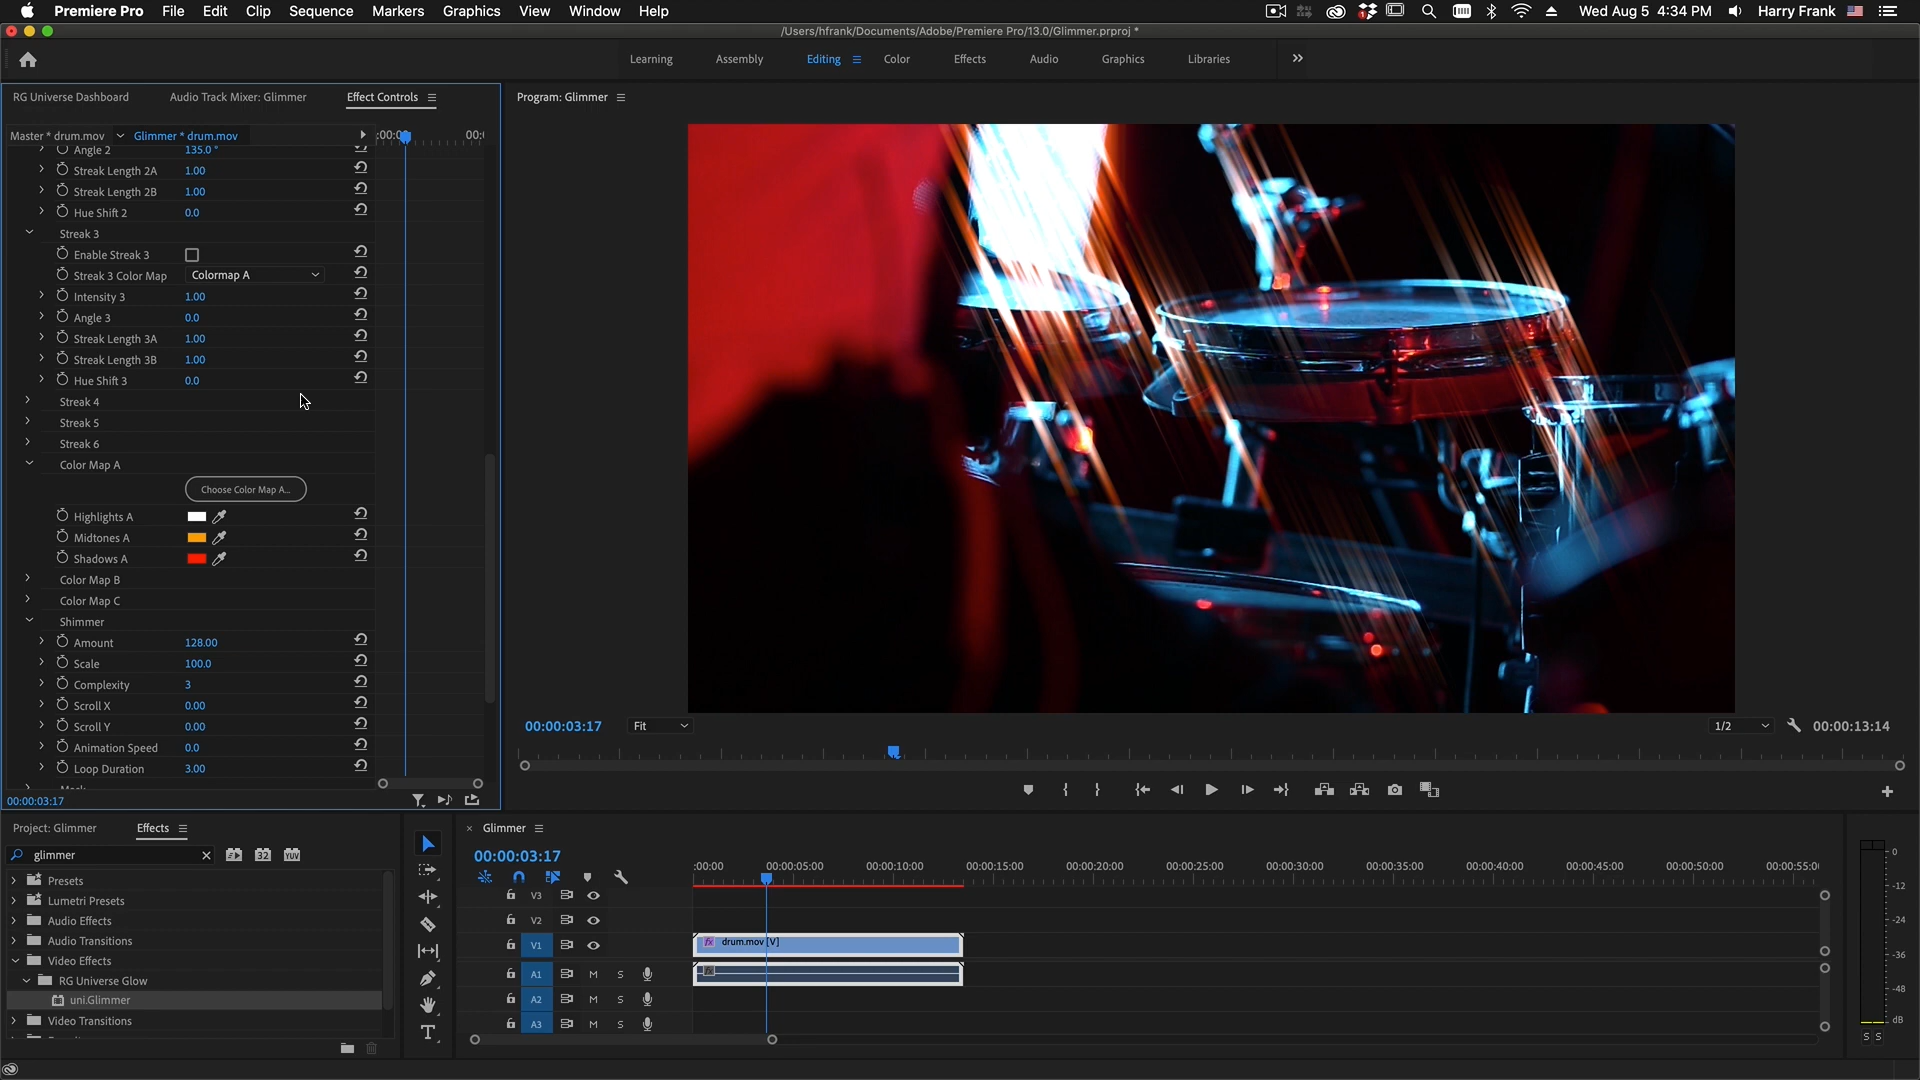 Premiere Pro File Edit Clip Sequence Markers Graphics View Window Help Wed Aug 5 4:34 PM Harry Frank
/Users/hfrank/Documents/Adobe/Premiere Pro/13.0/Glimmer.prproj *
Learning Assembly Editing Color Effects Audio Graphics Libraries
RG Universe Dashboard Audio Track Mixer: Glimmer Effect Controls
Program: Glimmer
Master * drum.mov Glimmer * drum.mov
Angle 2 135.0 °
Streak Length 2A 1.00
Streak Length 2B 1.00
Hue Shift 2 0.0
Streak 3
Enable Streak 3
Streak 3 Color Map Colormap A
Intensity 3 1.00
Angle 3 0.0
Streak Length 3A 1.00
Streak Length 3B 1.00
Hue Shift 3 0.0
Streak 4
Streak 5
Streak 6
Color Map A
Choose Color Map A...
Highlights A
Midtones A
Shadows A
Color Map B
Color Map C
Shimmer
Amount 128.00
Scale 100.0
Complexity 3
Scroll X 0.00
Scroll Y 0.00
Animation Speed 0.0
Loop Duration 3.00
00:00:03:17
00:00:03:17 Fit 1/2 00:00:13:14
Project: Glimmer Effects
glimmer 32 YUV
Presets
Lumetri Presets
Audio Effects
Audio Transitions
Video Effects
RG Universe Glow
uni.Glimmer
Video Transitions
Glimmer
00:00:03:17
:00:00 00:00:05:00 00:00:10:00 00:00:15:00 00:00:20:00 00:00:25:00 00:00:30:00 00:00:35:00 00:00:40:00 00:00:45:00 00:00:50:00 00:00:55:0
V3
V2
V1 fx drum.mov [V]
A1 M S fx
A2 M S
A3 M S
0
-12
-24
-36
-48
dB
S S